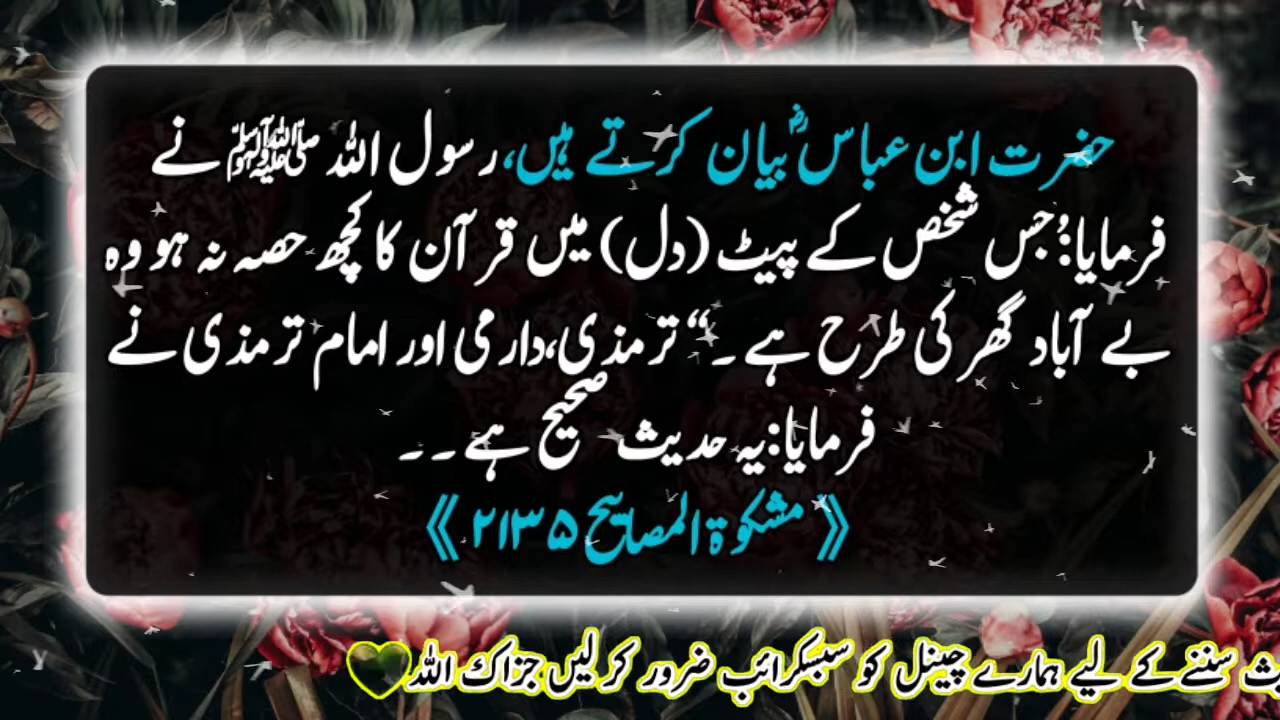 حضرت ابن عباسؓ بیان کرتے ہیں، رسول اللہ ﷺ نے
فرمایا: ”جس شخص کے پیٹ (دل) میں قرآن کا کچھ حصہ نہ ہو وہ
بے آباد گھر کی طرح ہے ۔“ ترمذی، دارمی اور امام ترمذی نے
فرمایا: یہ حدیث صحیح ہے ۔ ۔
《 مشکوۃ المصابیح ۲۱۳۵ 》
سننے کے لیے ہمارے چینل کو سبسکرائب ضرور کر لیں جزاک اللہ